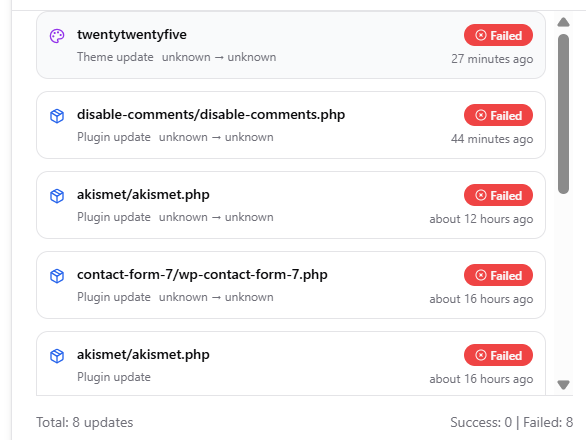 twentytwentyfive
Failed
Theme update unknown → unknown
27 minutes ago
disable-comments/disable-comments.php
Failed
Plugin update unknown → unknown
44 minutes ago
akismet/akismet.php
Failed
Plugin update unknown → unknown
about 12 hours ago
contact-form-7/wp-contact-form-7.php
Failed
Plugin update unknown → unknown
about 16 hours ago
akismet/akismet.php
Failed
Plugin update
about 16 hours ago
Total: 8 updates
Success: 0 | Failed: 8